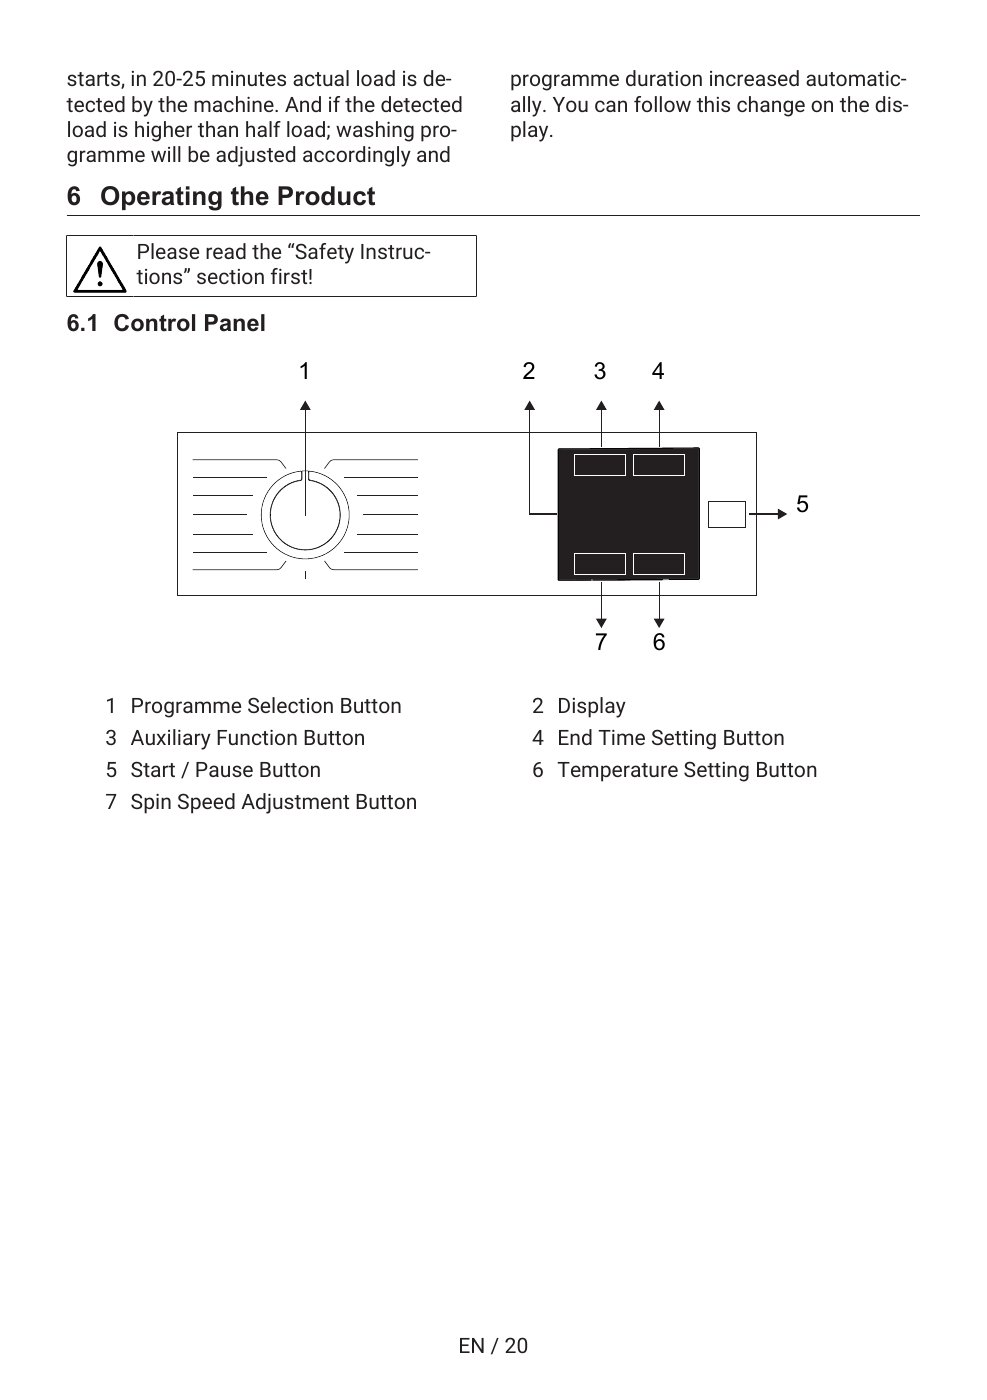 starts, in 20-25 minutes actual load is de-
tected by the machine. And if the detected
load is higher than half load; washing pro-
gramme will be adjusted accordingly and
programme duration increased automatic-
ally. You can follow this change on the dis-
play.
6 Operating the Product
Please read the “Safety Instruc-
tions” section first!
6.1 Control Panel
1 2 3 4
5
7 6
1 Programme Selection Button
2 Display
3 Auxiliary Function Button
4 End Time Setting Button
5 Start / Pause Button
6 Temperature Setting Button
7 Spin Speed Adjustment Button
EN / 20